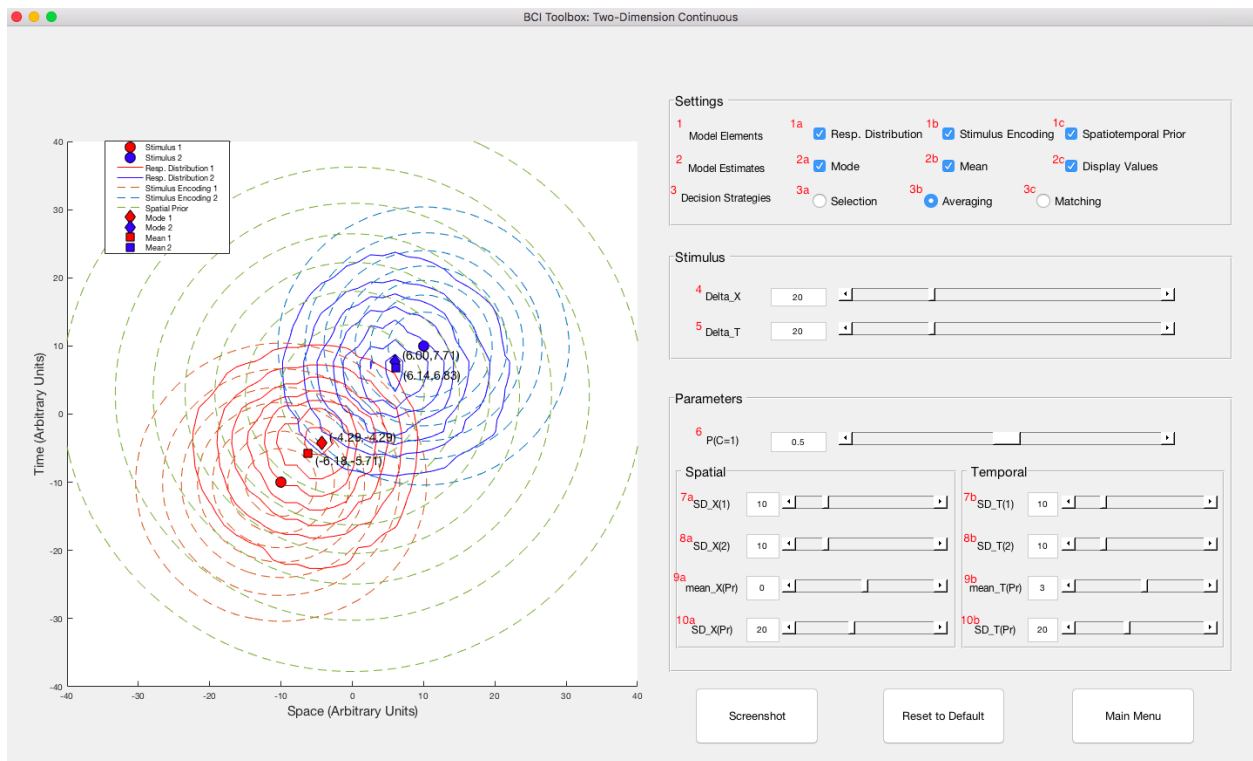 BCI Toolbox: Two-Dimension Continuous
40
30
20
10
0
-10
-20
-30
-40
Time (Arbitrary Units)
Stimulus 1
Stimulus 2
Resp. Distribution 1
Resp. Distribution 2
Stimulus Encoding 1
Stimulus Encoding 2
Spatial Prior
Mode 1
Mode 2
Mean 1
Mean 2
(6.00,7.71)
(6.14,6.83)
(-4.29,-4.29)
(-6.18,-5.71)
-40 -30 -20 -10 0 10 20 30 40
Space (Arbitrary Units)
Settings
1 Model Elements 1a Resp. Distribution 1b Stimulus Encoding 1c Spatiotemporal Prior
2 Model Estimates 2a Mode 2b Mean 2c Display Values
3 Decision Strategies 3a Selection 3b Averaging 3c Matching
Stimulus
4 Delta_X 20
5 Delta_T 20
Parameters
6 P(C=1) 0.5
Spatial
7a SD_X(1) 10
8a SD_X(2) 10
9a mean_X(Pr) 0
10a SD_X(Pr) 20
Temporal
7b SD_T(1) 10
8b SD_T(2) 10
9b mean_T(Pr) 3
10b SD_T(Pr) 20
Screenshot
Reset to Default
Main Menu